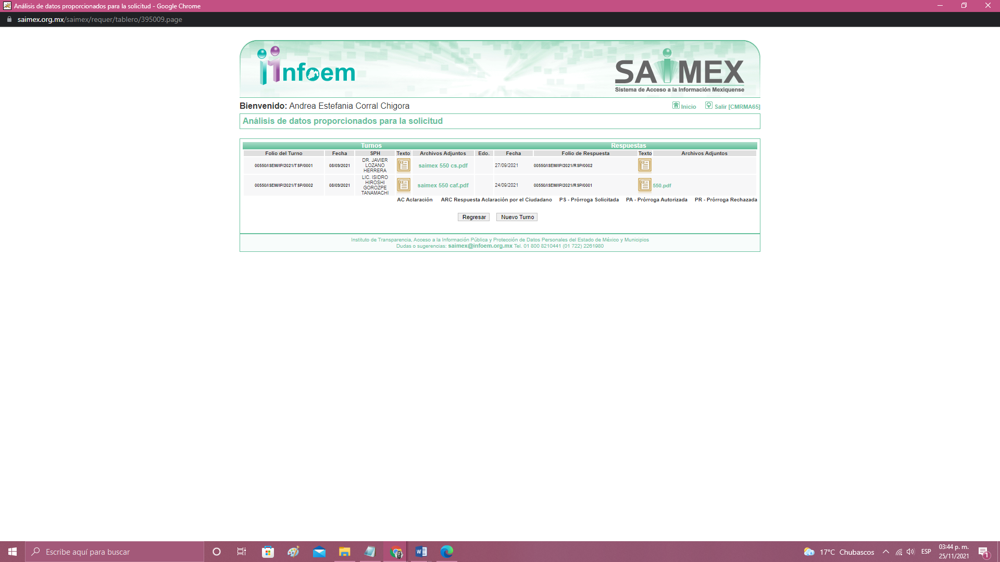 Análisis de datos proporcionados para la solicitud - Google Chrome
saimex.org.mx/saimex/requer/tablero/395009.page
infoem
SAIMEX
Sistema de Acceso a la Información Mexiquense
Bienvenido: Andrea Estefania Corral Chigora
Inicio Salir [CMRMA65]
Análisis de datos proporcionados para la solicitud
Turnos Respuestas
Folio del Turno Fecha SPH Texto Archivos Adjuntos Edo. Fecha Folio de Respuesta Texto Archivos Adjuntos
00550/ISEM/IP/2021/TSP/0001 08/09/2021 DR. JAVIER LOZANO HERRERA saimex 550 cs.pdf 27/09/2021 00550/ISEM/IP/2021/RSP/0002
00550/ISEM/IP/2021/TSP/0002 08/09/2021 LIC. ISIDRO HIROSHI GOROZPE TANAMACHI saimex 550 caf.pdf 24/09/2021 00550/ISEM/IP/2021/RSP/0001 550.pdf
AC Aclaración ARC Respuesta Aclaración por el Ciudadano PS - Prórroga Solicitada PA - Prórroga Autorizada PR - Prórroga Rechazada
Regresar Nuevo Turno
Instituto de Transparencia, Acceso a la Información Pública y Protección de Datos Personales del Estado de México y Municipios
Dudas o sugerencias: saimex@infoem.org.mx Tel. 01 800 8210441 (01 722) 2261980
Escribe aquí para buscar
17°C Chubascos
ESP
03:44 p. m.
25/11/2021
1